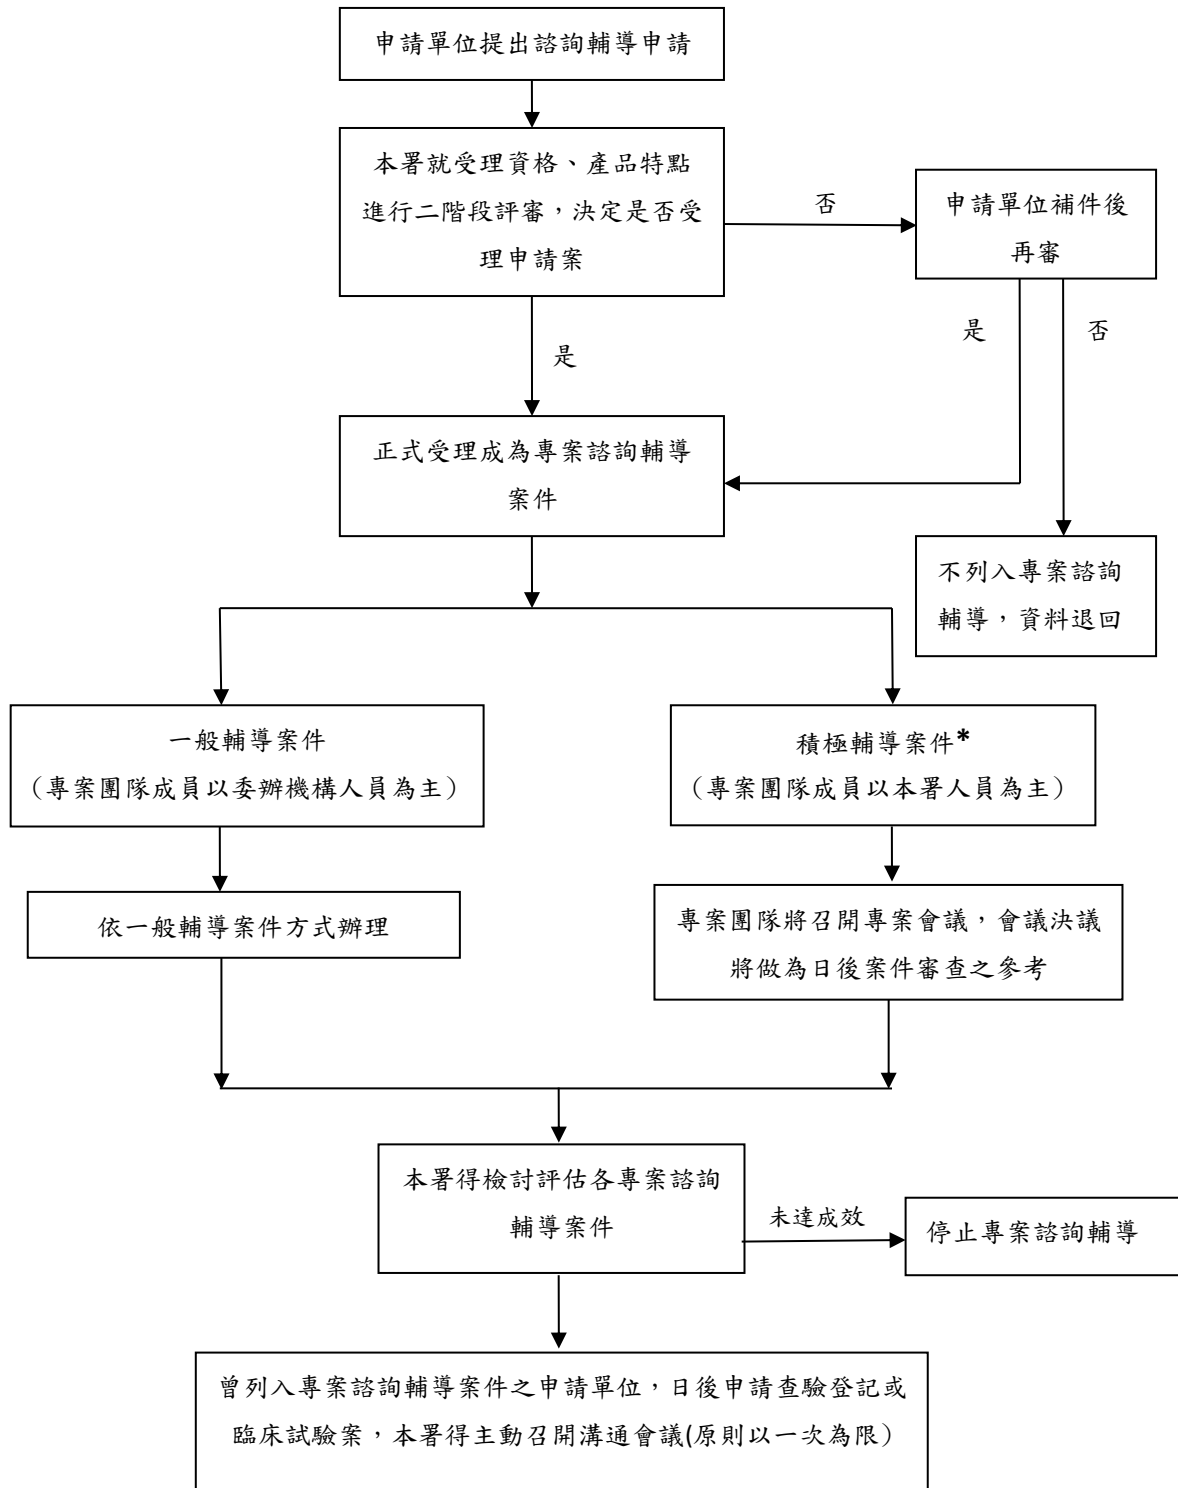 申請單位提出諮詢輔導申請
本署就受理資格、產品特點
進行二階段評審，決定是否受
理申請案
否
申請單位補件後
再審
是
是
否
正式受理成為專案諮詢輔導
案件
不列入專案諮詢
輔導，資料退回
一般輔導案件
（專案團隊成員以委辦機構人員為主）
積極輔導案件*
（專案團隊成員以本署人員為主）
依一般輔導案件方式辦理
專案團隊將召開專案會議，會議決議
將做為日後案件審查之參考
本署得檢討評估各專案諮詢
輔導案件
未達成效
停止專案諮詢輔導
曾列入專案諮詢輔導案件之申請單位，日後申請查驗登記或
臨床試驗案，本署得主動召開溝通會議(原則以一次為限）